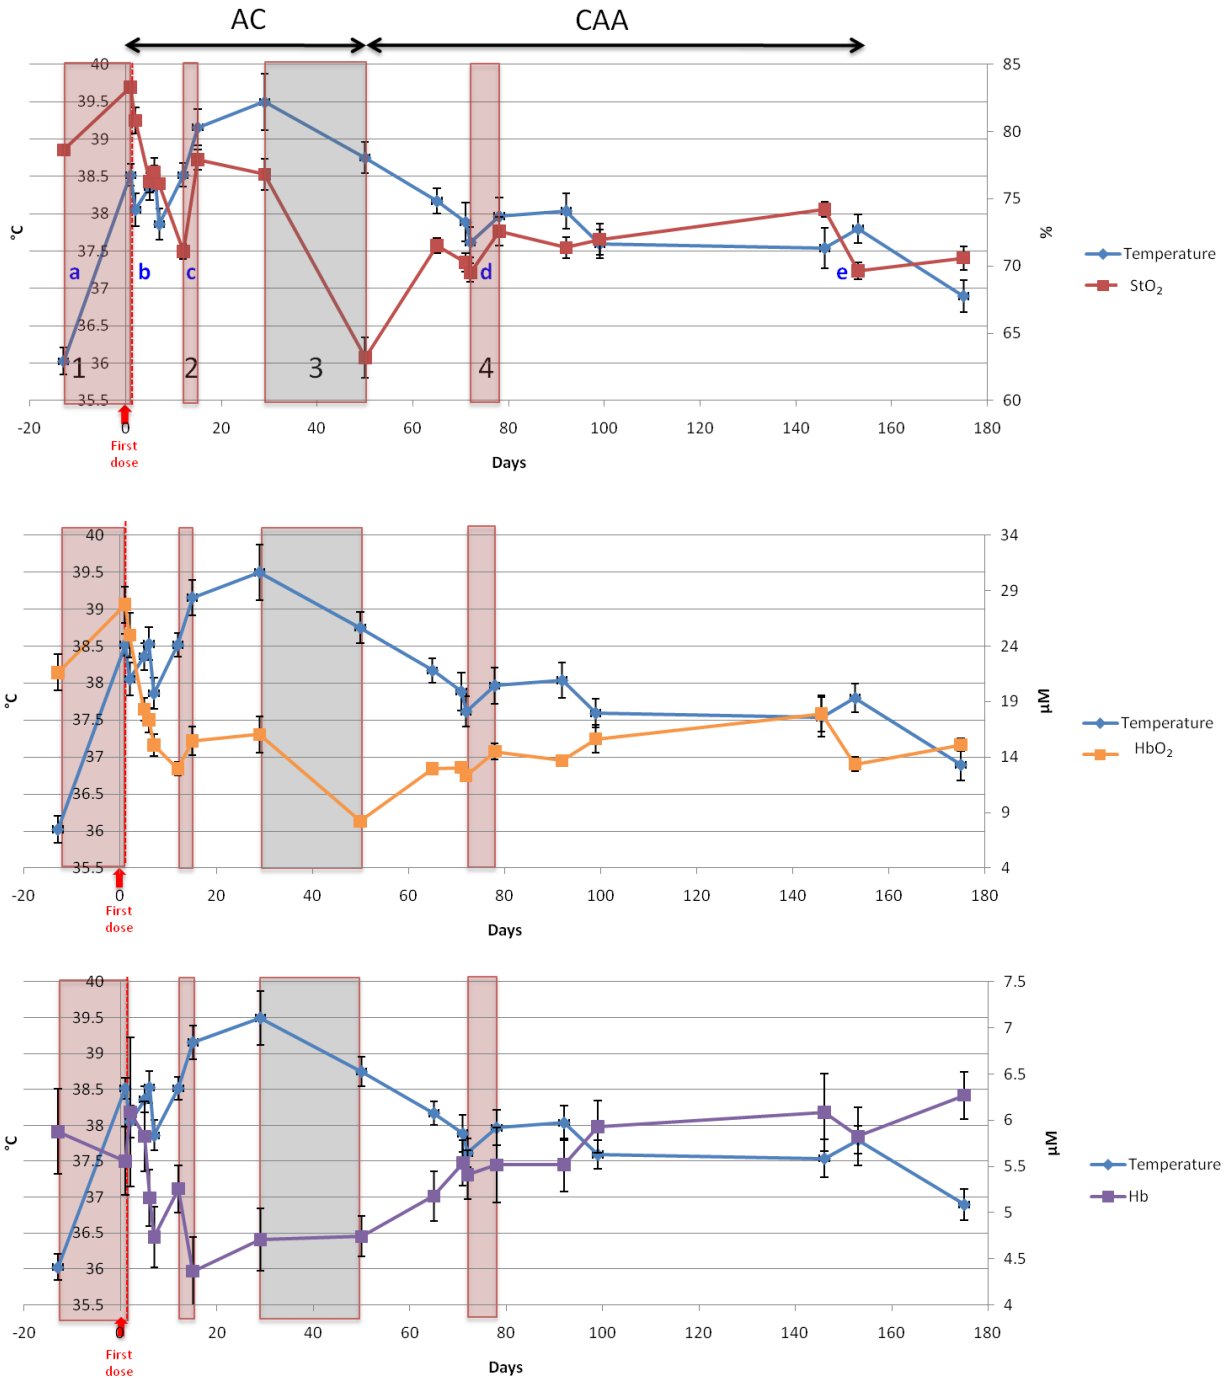 AC CAA
40 85
39.5
39 80
38.5
38 75
°C %
37.5 70
a b c d e
Temperature
37
StO₂
36.5 65
1 2 3 4
36
35.5 60
-20 0 20 40 60 80 100 120 140 160 180
First
dose
Days
40 34
39.5
39 29
38.5 24
38
°C 19 µM
37.5
Temperature
HbO₂
37 14
36.5
36 9
35.5 4
-20 0 20 40 60 80 100 120 140 160 180
First
dose
Days
40 7.5
39.5
39 7
38.5 6.5
38 6
°C µM
37.5 5.5
Temperature
Hb
37
36.5 5
36 4.5
35.5 4
-20 0 20 40 60 80 100 120 140 160 180
First
dose
Days